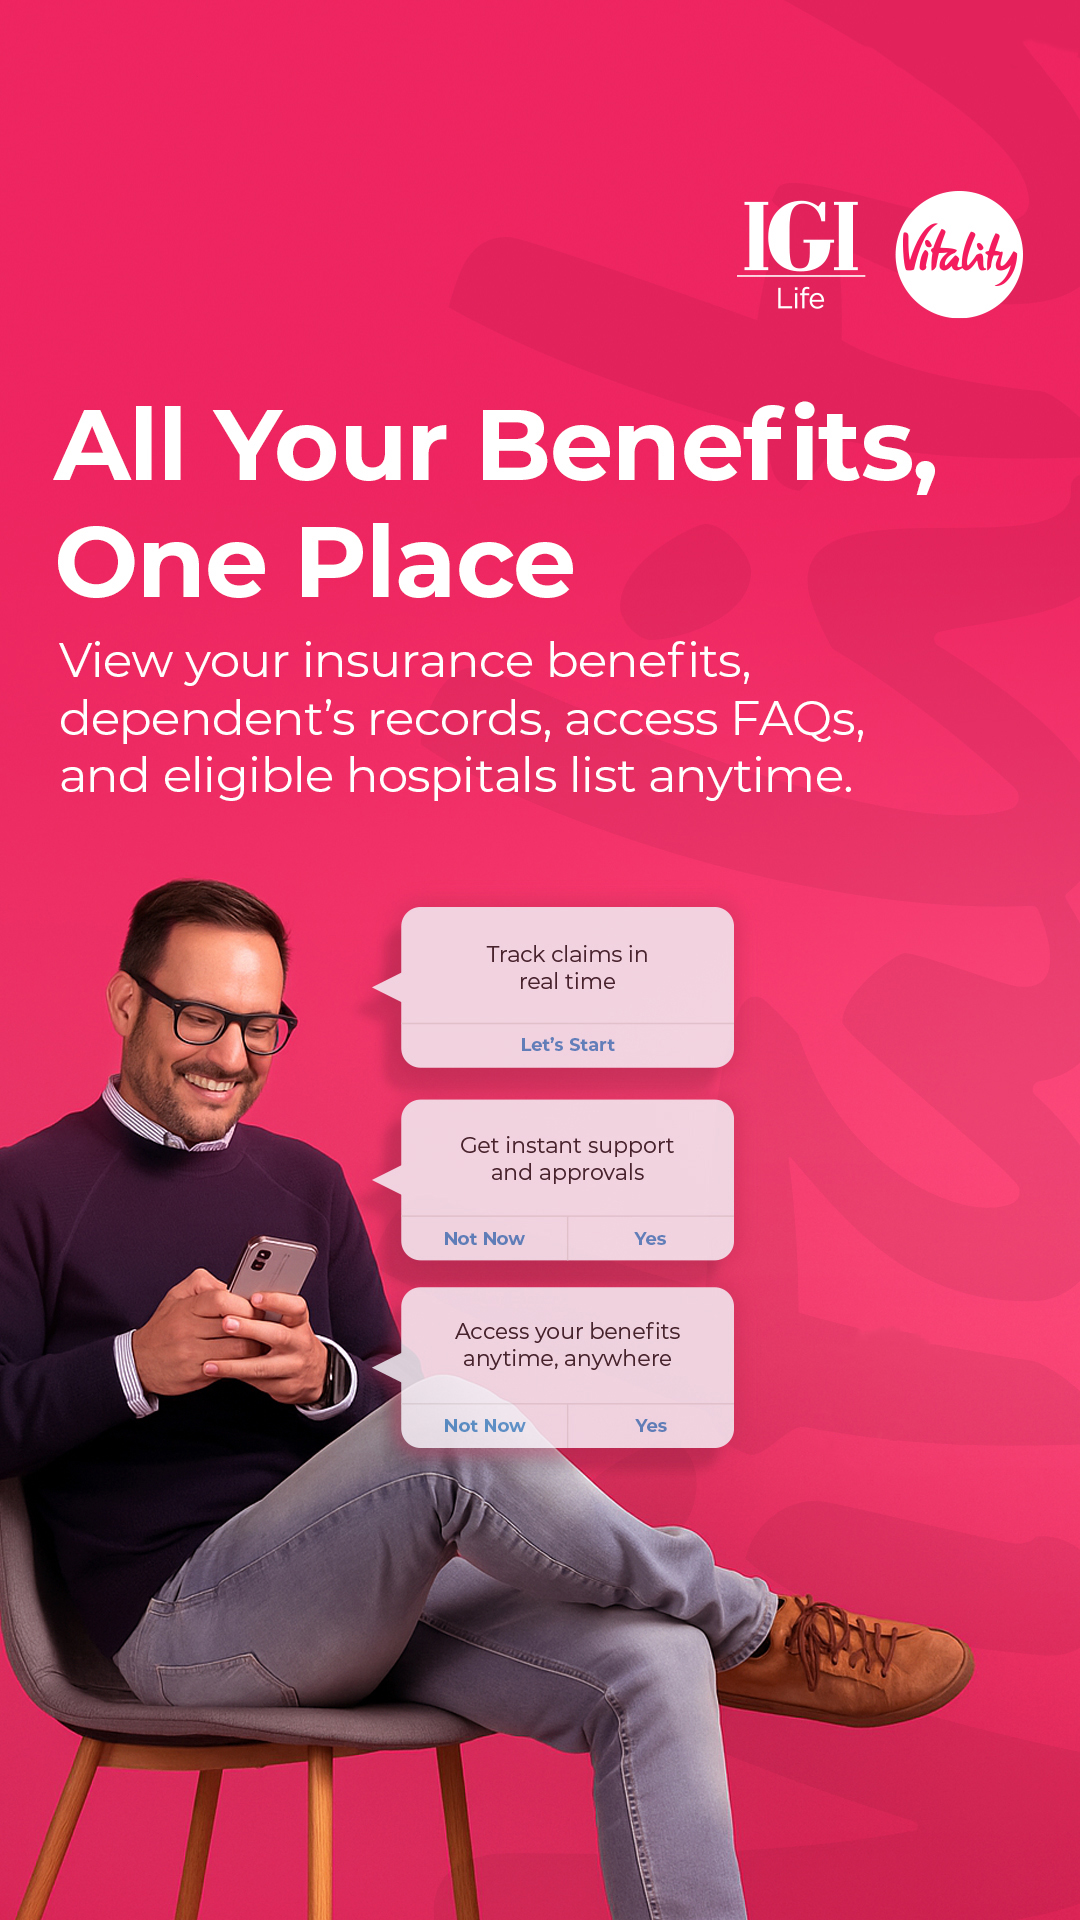 IGI
Life
Vitality
All Your Benefits,
One Place
View your insurance benefits,
dependent’s records, access FAQs,
and eligible hospitals list anytime.
Track claims in
real time
Let’s Start
Get instant support
and approvals
Not Now
Yes
Access your benefits
anytime, anywhere
Not Now
Yes